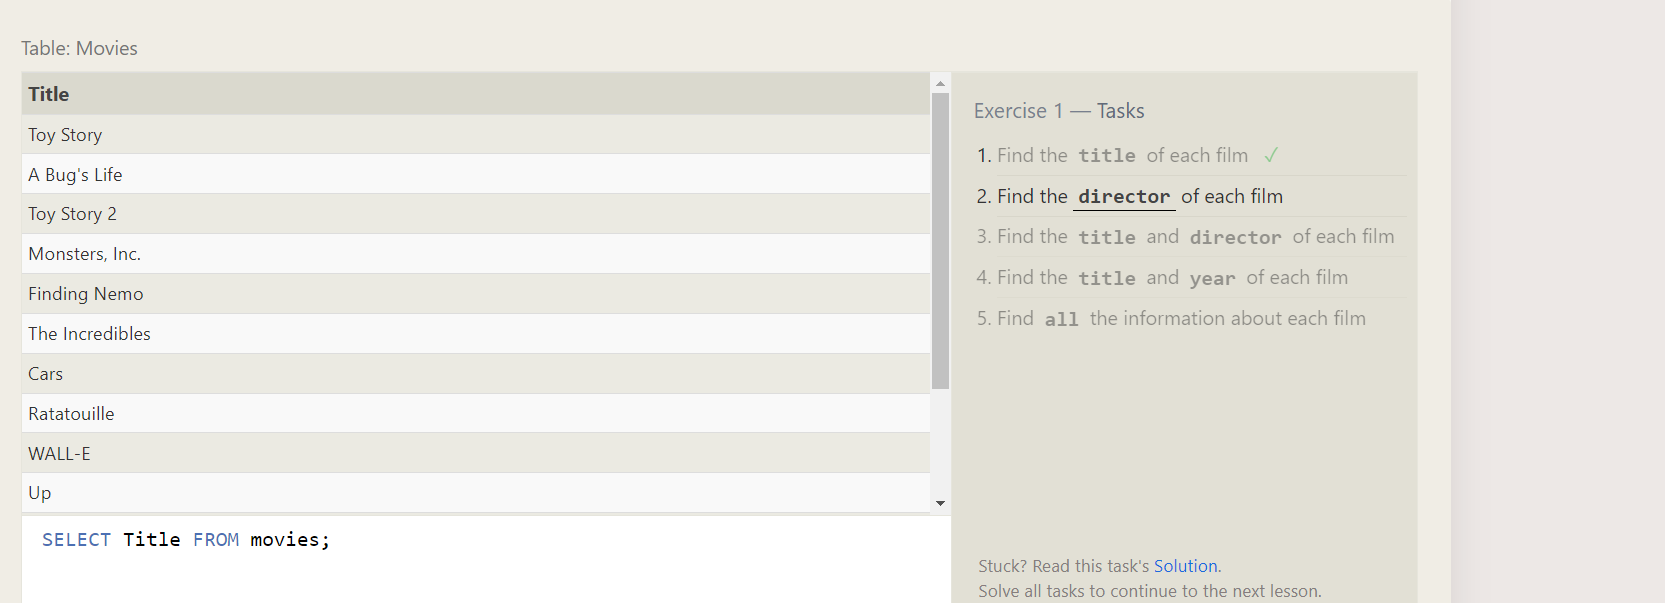 Table: Movies
Title
Toy Story
A Bug's Life
Toy Story 2
Monsters, Inc.
Finding Nemo
The Incredibles
Cars
Ratatouille
WALL-E
Up
SELECT Title FROM movies;
Exercise 1 — Tasks
1. Find the title of each film ✓
2. Find the director of each film
3. Find the title and director of each film
4. Find the title and year of each film
5. Find all the information about each film
Stuck? Read this task's Solution.
Solve all tasks to continue to the next lesson.